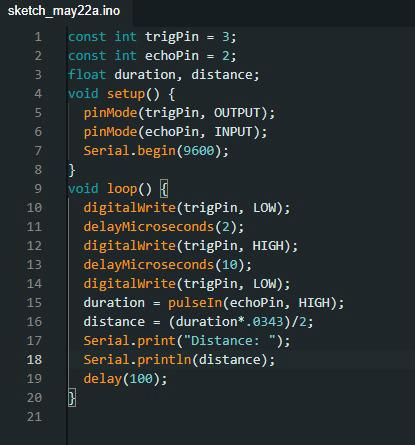 sketch_may22a.ino
1 const int trigPin = 3;
2 const int echoPin = 2;
3 float duration, distance;
4 void setup() {
5   pinMode(trigPin, OUTPUT);
6   pinMode(echoPin, INPUT);
7   Serial.begin(9600);
8 }
9 void loop() {
10   digitalWrite(trigPin, LOW);
11   delayMicroseconds(2);
12   digitalWrite(trigPin, HIGH);
13   delayMicroseconds(10);
14   digitalWrite(trigPin, LOW);
15   duration = pulseIn(echoPin, HIGH);
16   distance = (duration*.0343)/2;
17   Serial.print("Distance: ");
18   Serial.println(distance);
19   delay(100);
20 }
21